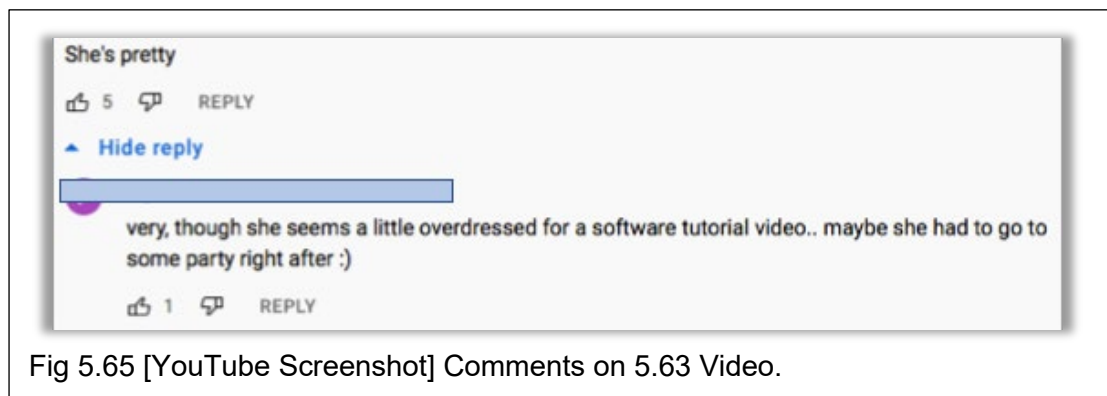 She's pretty
5 REPLY
Hide reply
very, though she seems a little overdressed for a software tutorial video.. maybe she had to go to
some party right after :)
1 REPLY
Fig 5.65 [YouTube Screenshot] Comments on 5.63 Video.